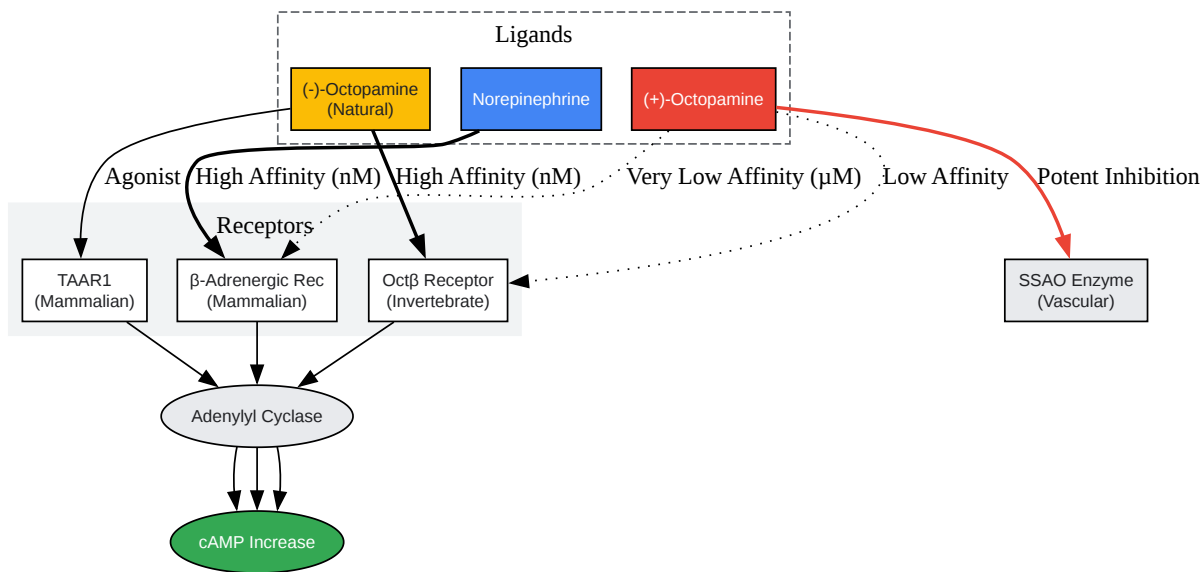 Ligands
(-)-Octopamine
(Natural)
Norepinephrine
(+)-Octopamine
Agonist
High Affinity (nM)
High Affinity (nM)
Very Low Affinity (μM)
Low Affinity
Potent Inhibition
Receptors
TAAR1
(Mammalian)
β-Adrenergic Rec
(Mammalian)
Octβ Receptor
(Invertebrate)
SSAO Enzyme
(Vascular)
Adenylyl Cyclase
cAMP Increase